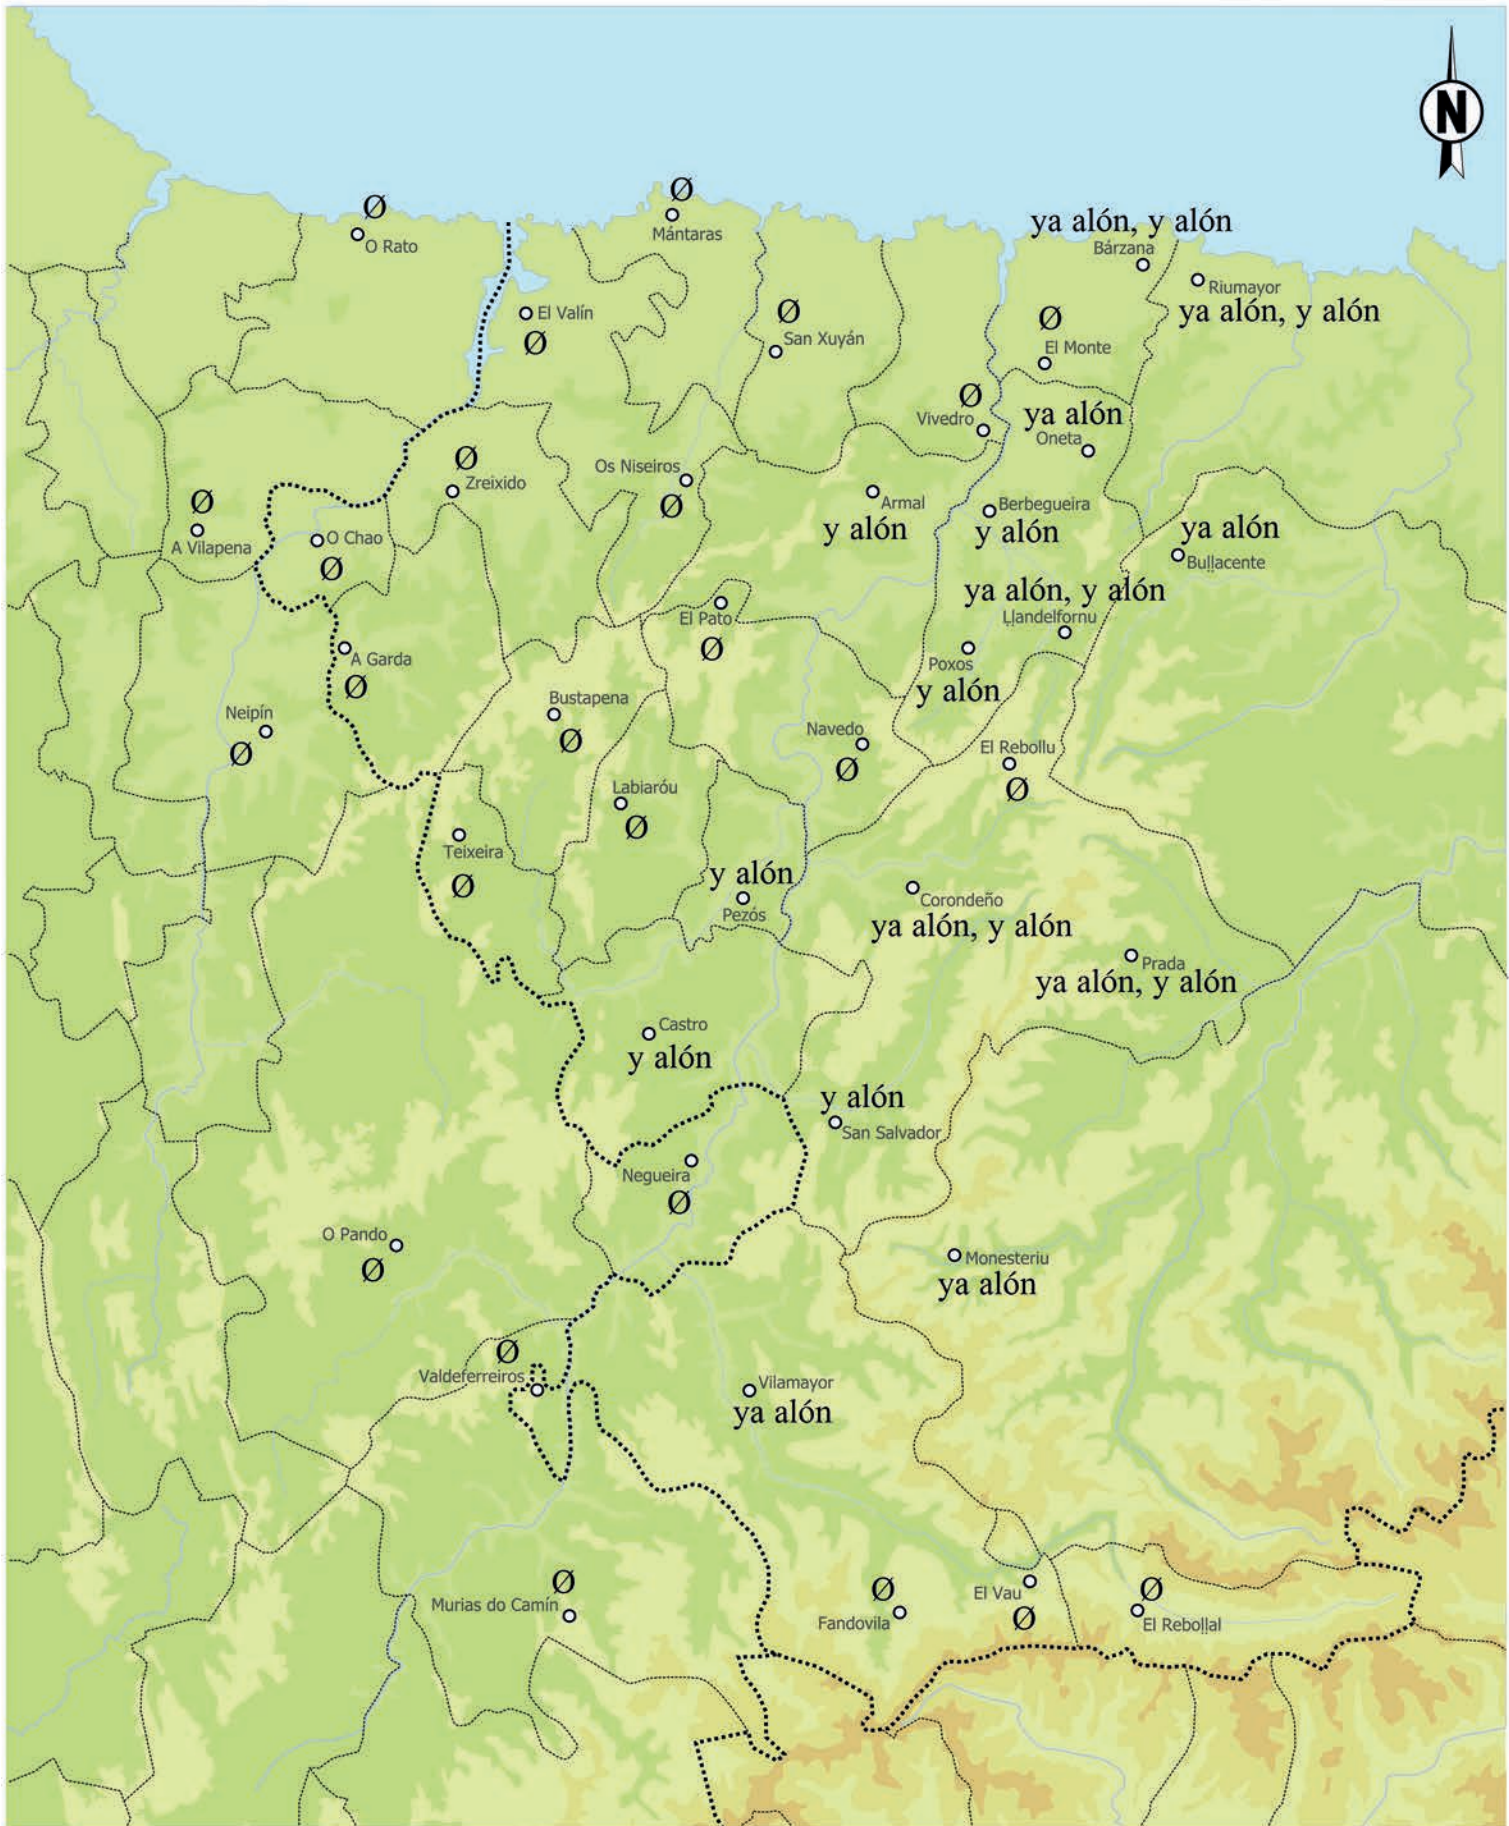 N
Ø
Mántaras
Ø
O Rato
ya alón, y alón
Bárzana
Riumayor
ya alón, y alón
El Valín
Ø
Ø
San Xuyán
Ø
El Monte
Ø
Vivedro
ya alón
Oneta
Ø
Zreixido
Os Niseiros
Ø
Armal
y alón
Berbegueira
y alón
ya alón
Buḷḷacente
Ø
A Vilapena
O Chao
Ø
El Pato
Ø
ya alón, y alón
Ḷḷandelfornu
A Garda
Ø
Poxos
y alón
Neipín
Ø
Bustapena
Ø
Navedo
Ø
El Rebollu
Ø
Labiaróu
Ø
Teixeira
Ø
y alón
Pezós
Corondeño
ya alón, y alón
Prada
ya alón, y alón
Castro
y alón
y alón
San Salvador
Negueira
Ø
O Pando
Ø
Monesteriu
ya alón
Ø
Valdeferreiros
Vilamayor
ya alón
Ø
Murias do Camín
Ø
Fandovila
El Vau
Ø
Ø
El Reboḷḷal